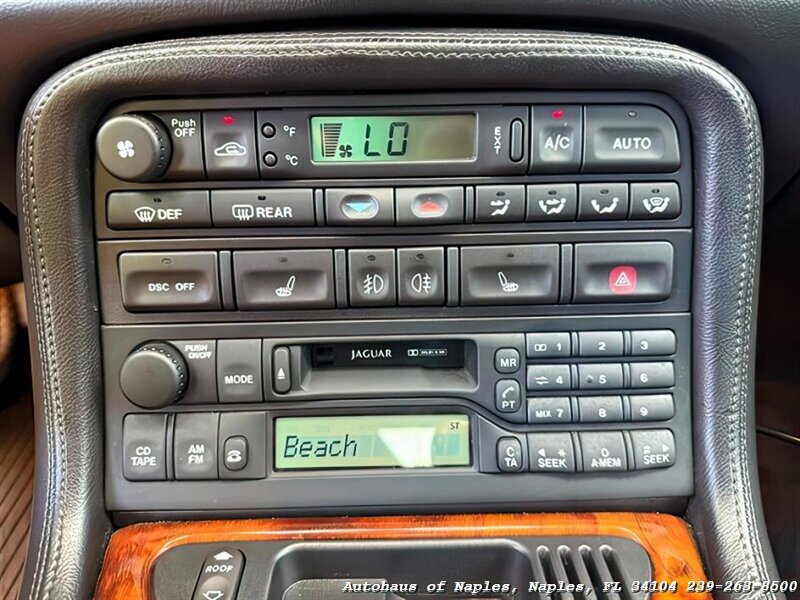 Push OFF
°F
°C
LO
EXT
A/C
AUTO
DEF
REAR
DSC OFF
PUSH ON/OFF
MODE
JAGUAR
DOLBY B NR
MR
PT
1 2 3
4 5 6
MIX 7 8 9
CD TAPE
AM FM
Beach
ST
C TA
SEEK *
0 A-MEM
SEEK
ROOF
Autohaus of Naples, Naples, FL 34104 239-263-8500